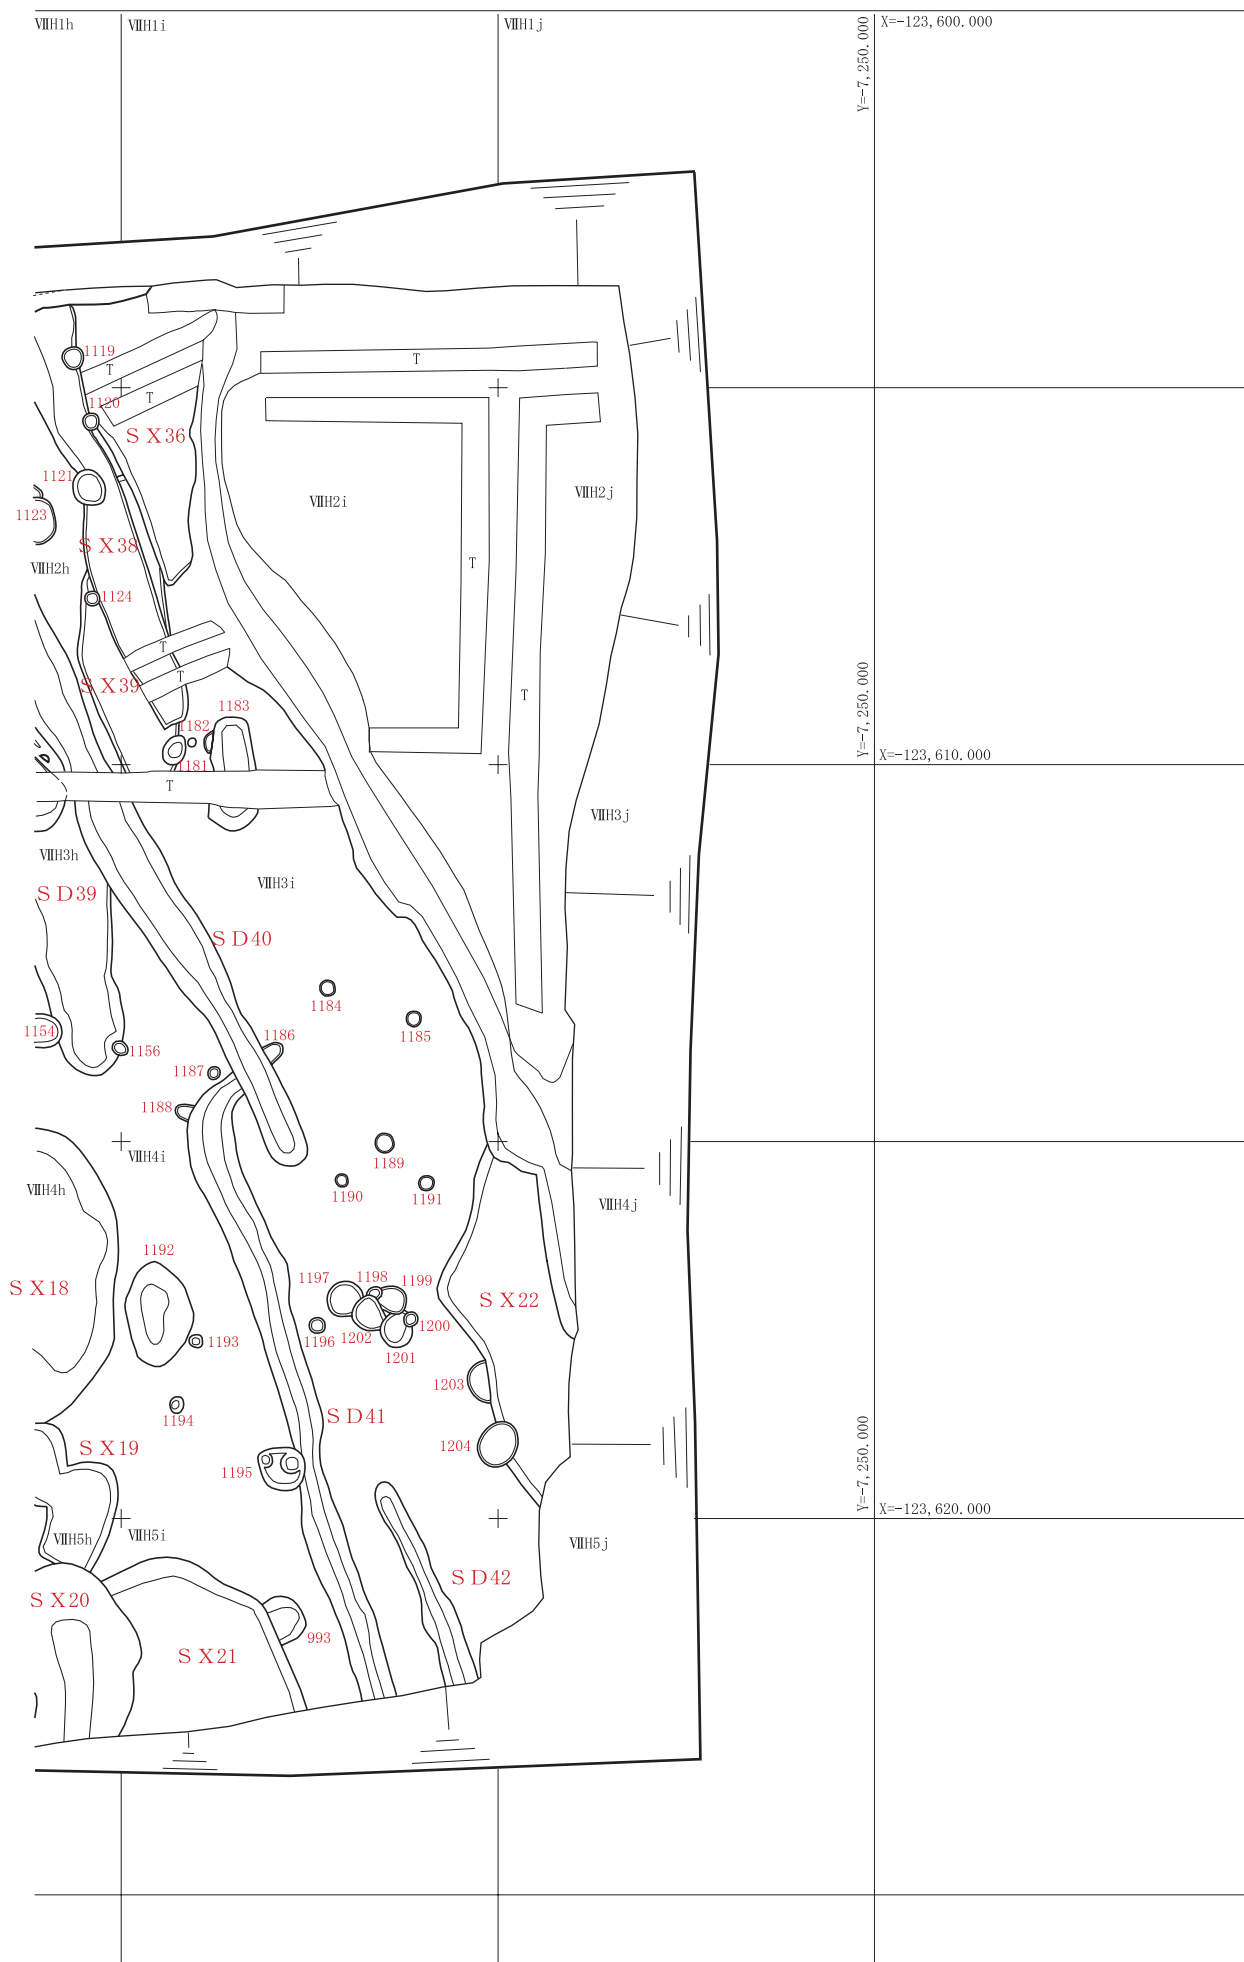 ⅦH1h
ⅦH1i
ⅦH1j
Y=-7, 250. 000
X=-123, 600. 000
1119
T
T
T
1120
S X36
1121
ⅦH2i
ⅦH2j
1123
S X38
ⅦH2h
T
1124
T
T
S X39
T
1183
1182
1181
Y=-7, 250. 000
X=-123, 610. 000
T
ⅦH3j
ⅦH3h
ⅦH3i
S D39
S D40
1184
1154
1185
1186
1156
1187
1188
ⅦH4i
1189
ⅦH4h
1190
1191
ⅦH4j
1192
1197
1198
1199
S X18
S X22
1193
1196
1202
1200
1201
1203
1194
S D41
S X19
1204
1195
Y=-7, 250. 000
X=-123, 620. 000
ⅦH5h
ⅦH5i
ⅦH5j
S D42
S X20
993
S X21